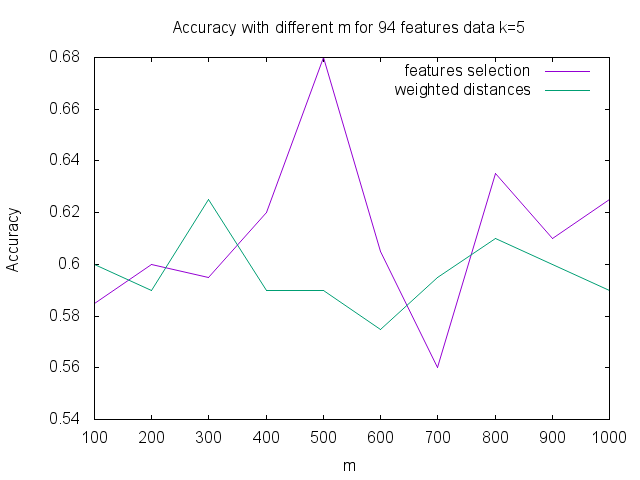 Accuracy with different m for 94 features data k=5
0.68
features selection
weighted distances
0.66
0.64
0.62
0.6
0.58
0.56
0.54
Accuracy
100 200 300 400 500 600 700 800 900 1000
m